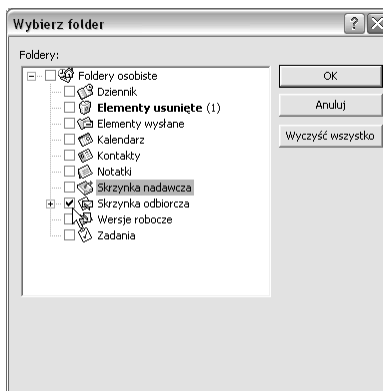 Wybierz folder
Foldery:
Foldery osobiste
Dziennik
Elementy usunięte (1)
Elementy wysłane
Kalendarz
Kontakty
Notatki
Skrzynka nadawcza
Skrzynka odbiorcza
Wersje robocze
Zadania
OK
Anuluj
Wyczyść wszystko